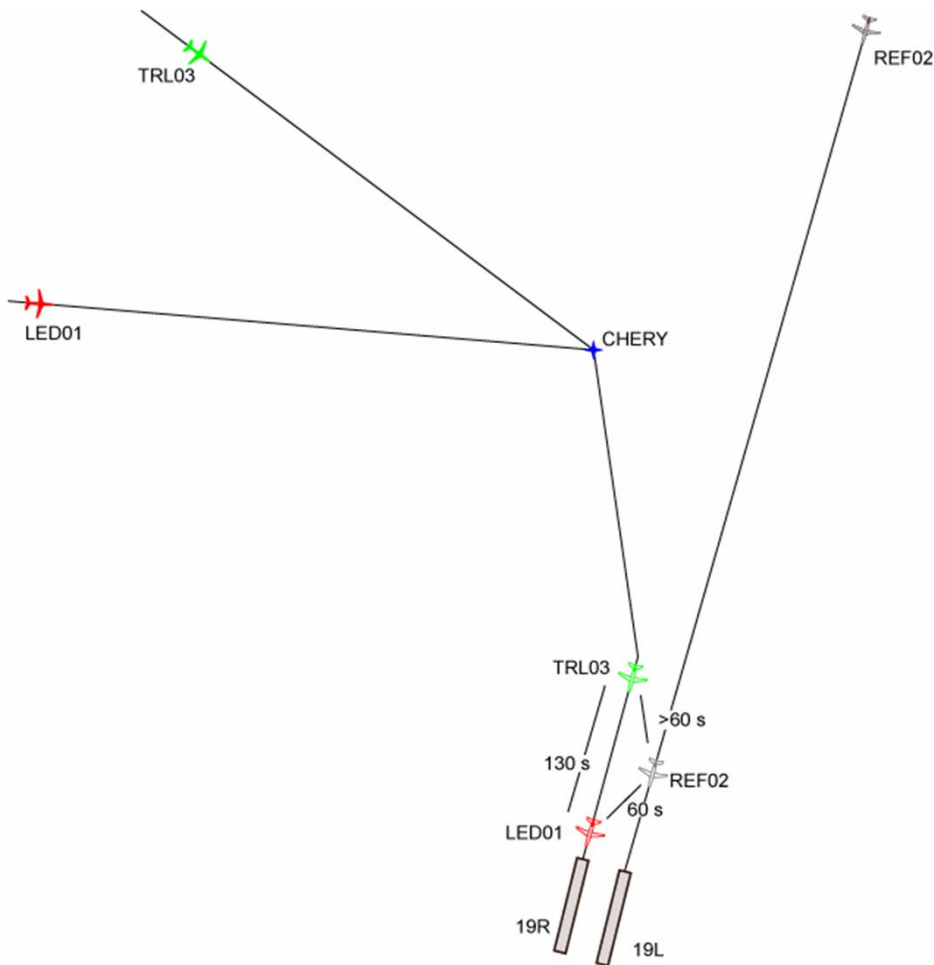 REF02
TRL03
LED01
CHERY
TRL03
>60 s
130 s
REF02
60 s
LED01
19R
19L